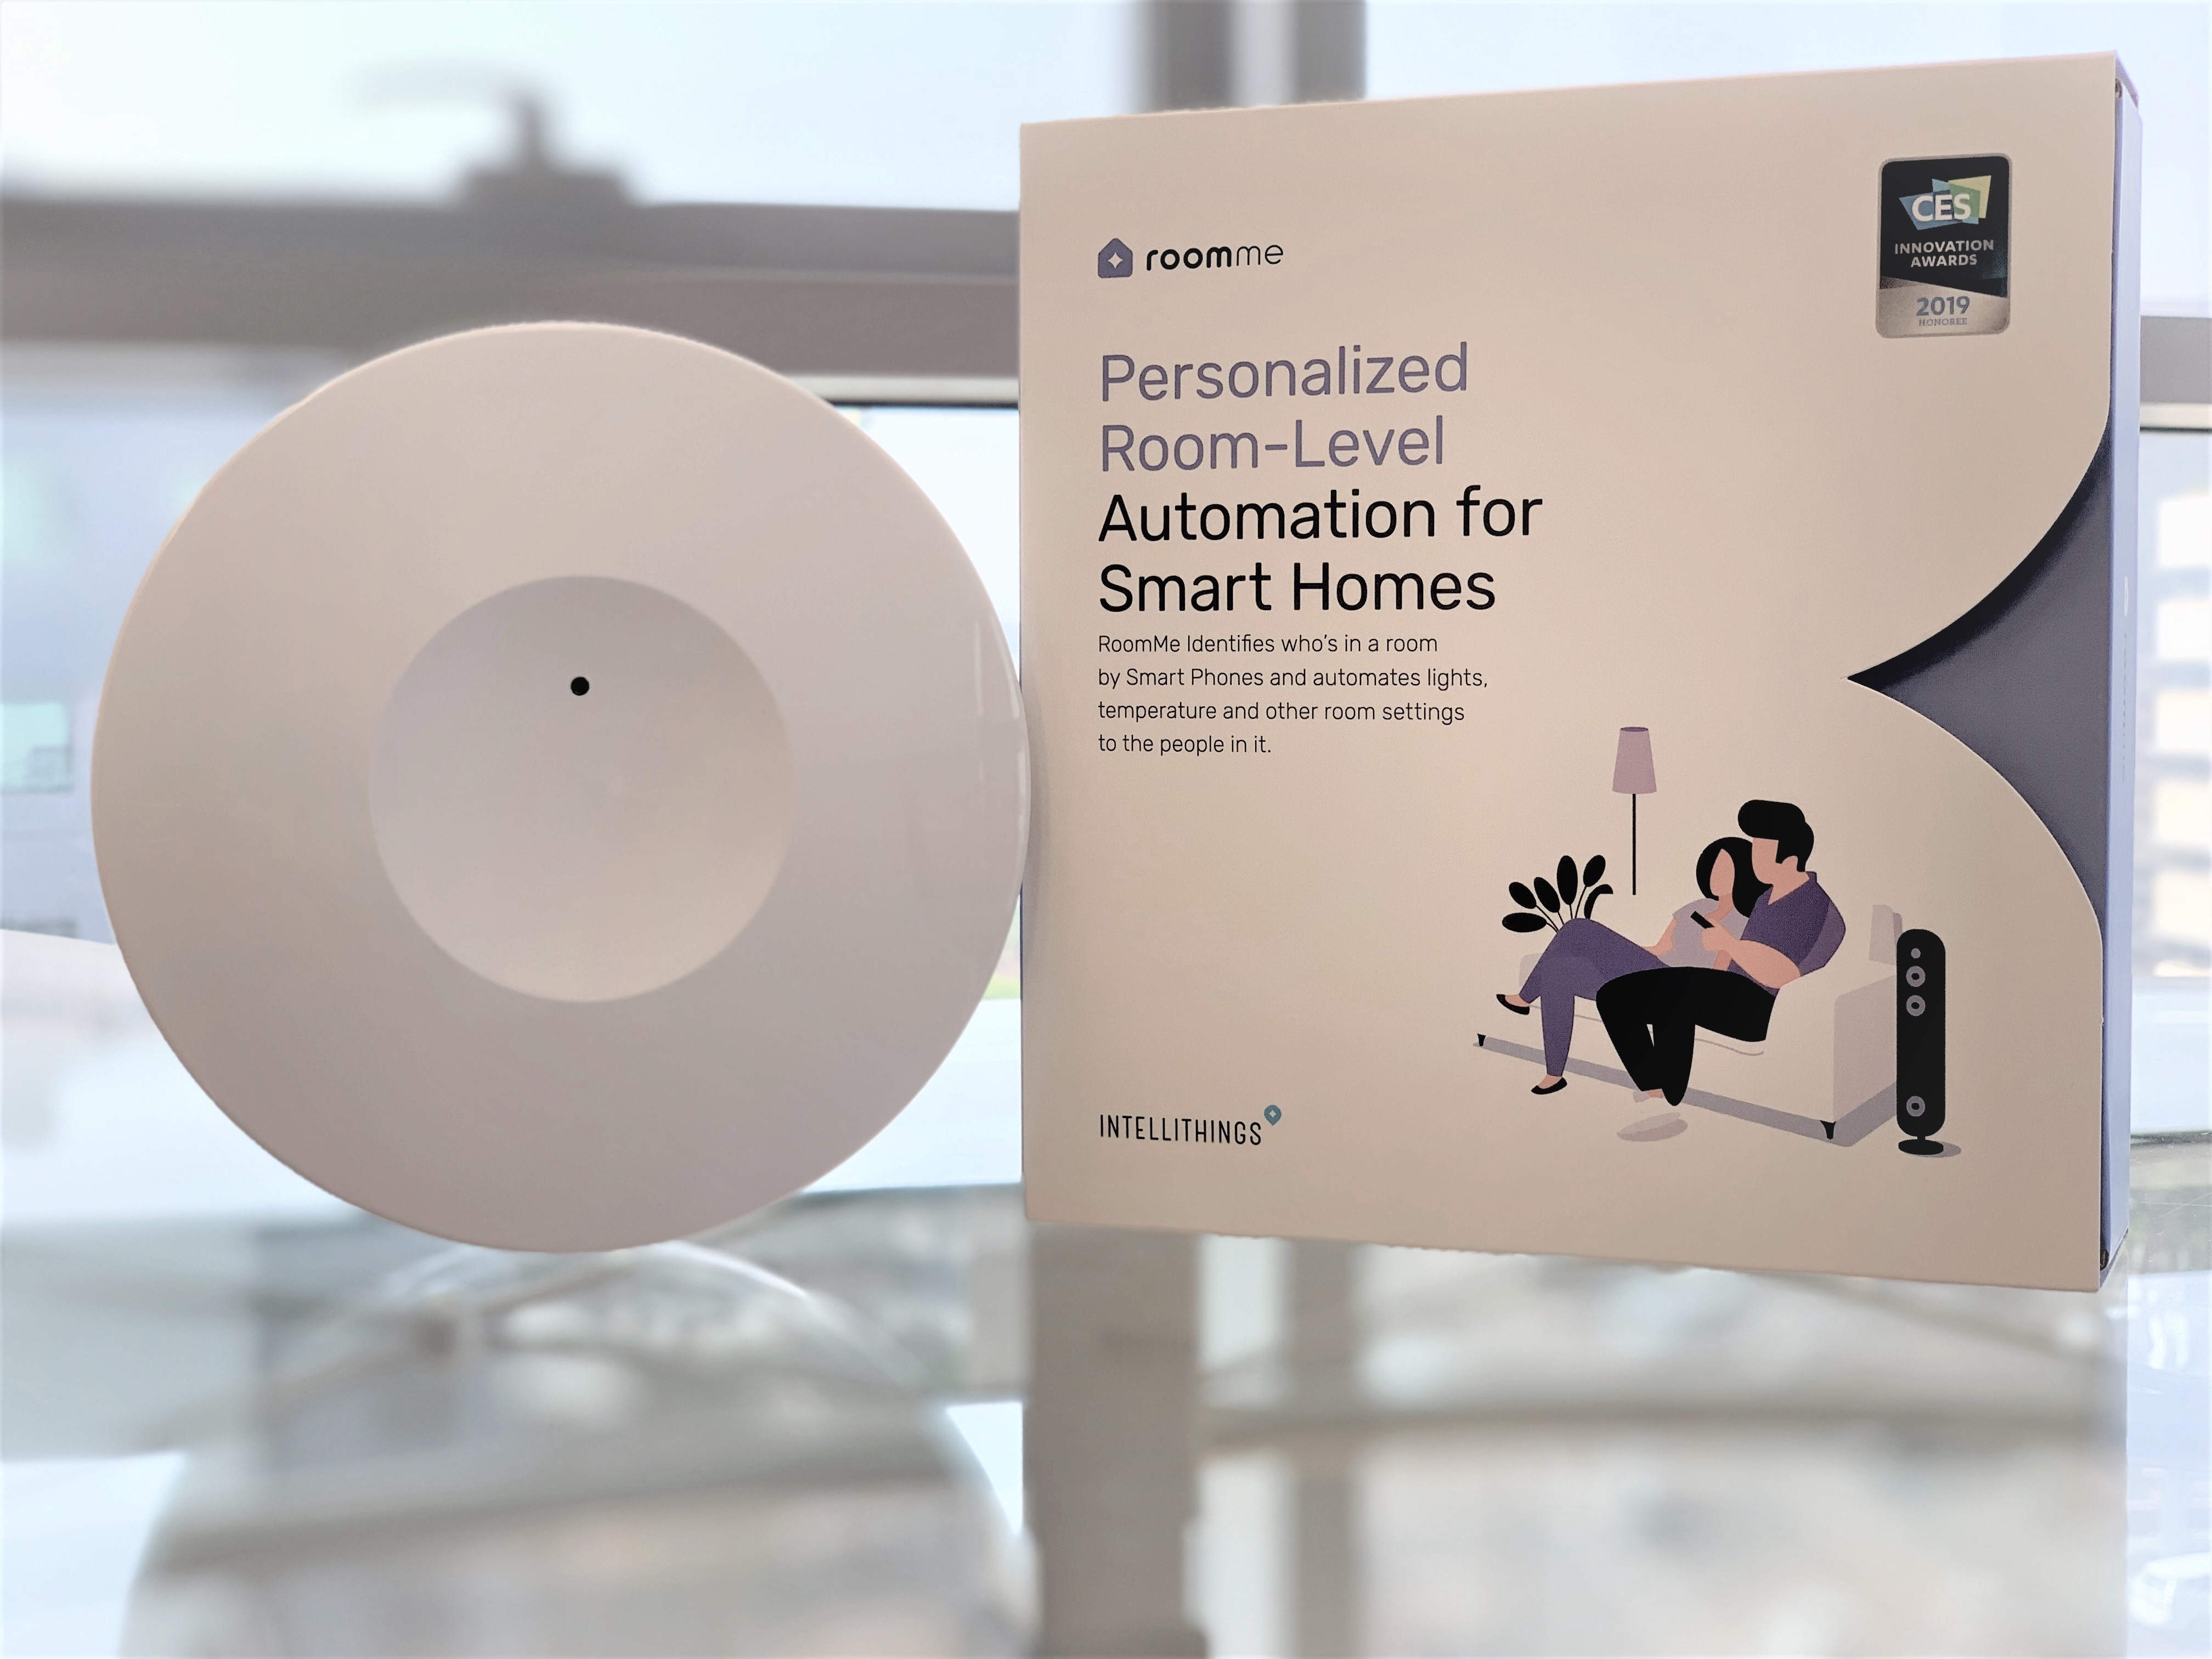 roomme
CES
INNOVATION
AWARDS
2019
HONOREE
Personalized
Room-Level
Automation for
Smart Homes
RoomMe Identifies who's in a room
by Smart Phones and automates lights,
temperature and other room settings
to the people in it.
INTELLITHINGS